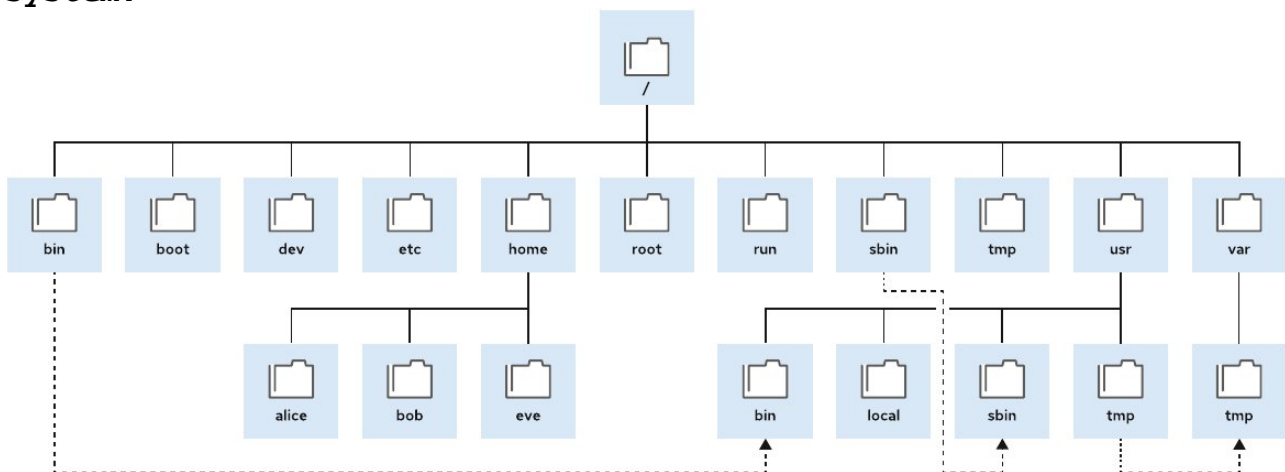 /
bin boot dev etc home root run sbin tmp usr var
alice bob eve bin local sbin tmp tmp